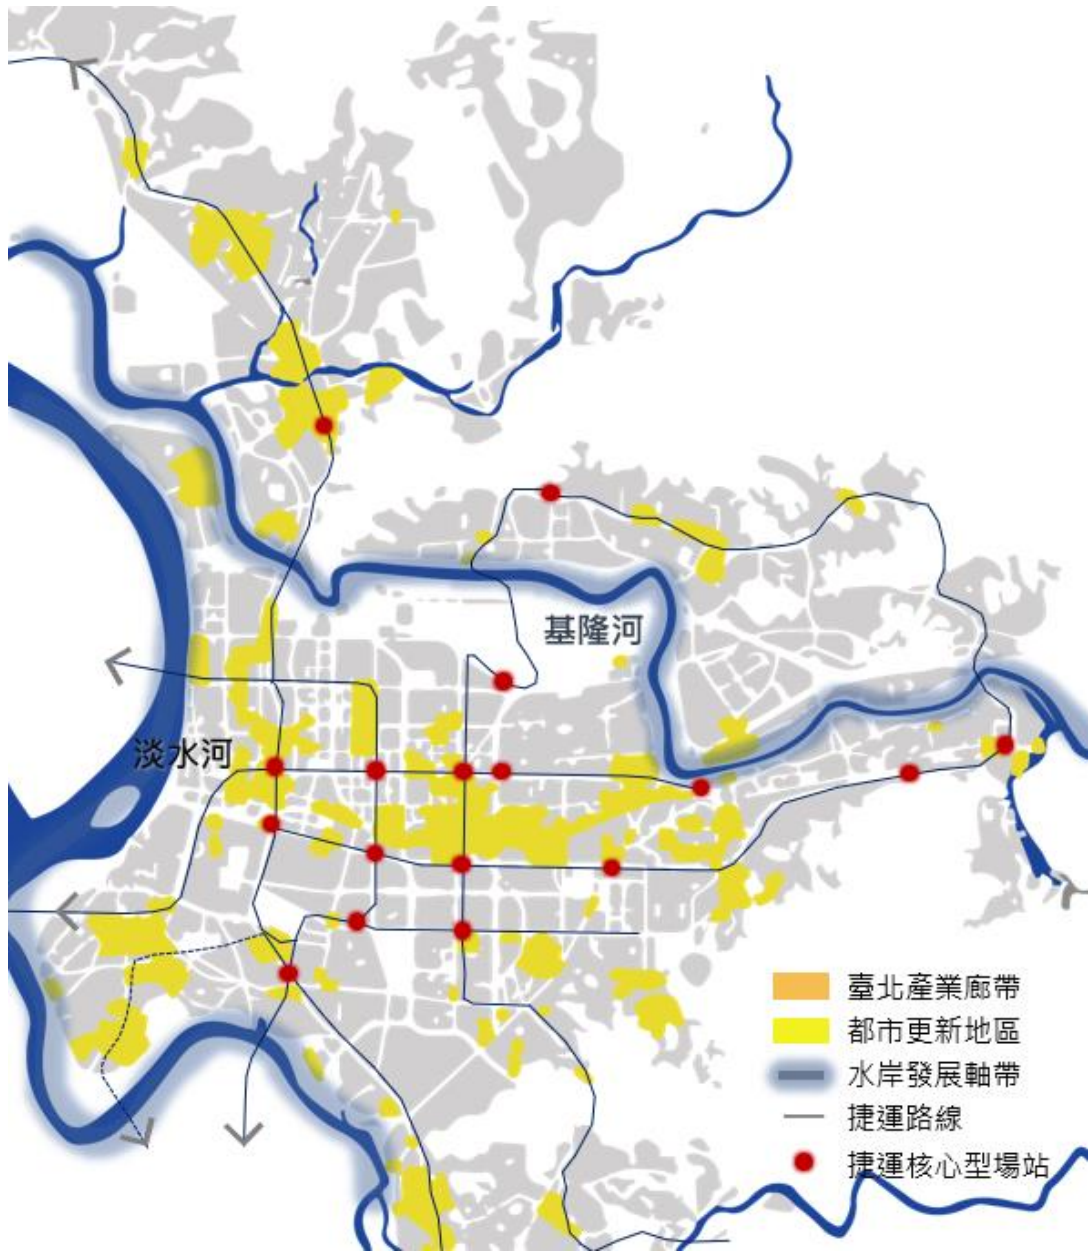 基隆河
淡水河
臺北產業廊帶
都市更新地區
水岸發展軸帶
捷運路線
捷運核心型場站